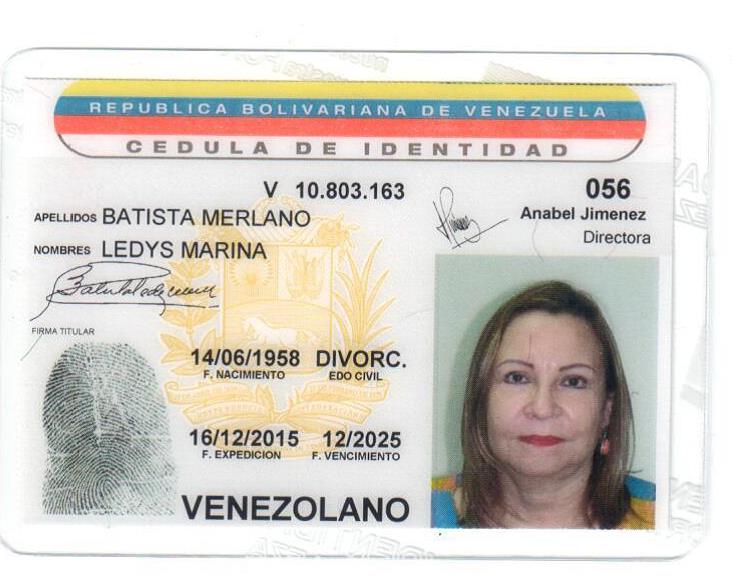 REPUBLICA BOLIVARIANA DE VENEZUELA
CEDULA DE IDENTIDAD
V 10.803.163
056
APELLIDOS BATISTA MERLANO
Anabel Jimenez
Directora
NOMBRES LEDYS MARINA
FIRMA TITULAR
14/06/1958 DIVORC.
F. NACIMIENTO EDO CIVIL
16/12/2015 12/2025
F. EXPEDICION F. VENCIMIENTO
VENEZOLANO